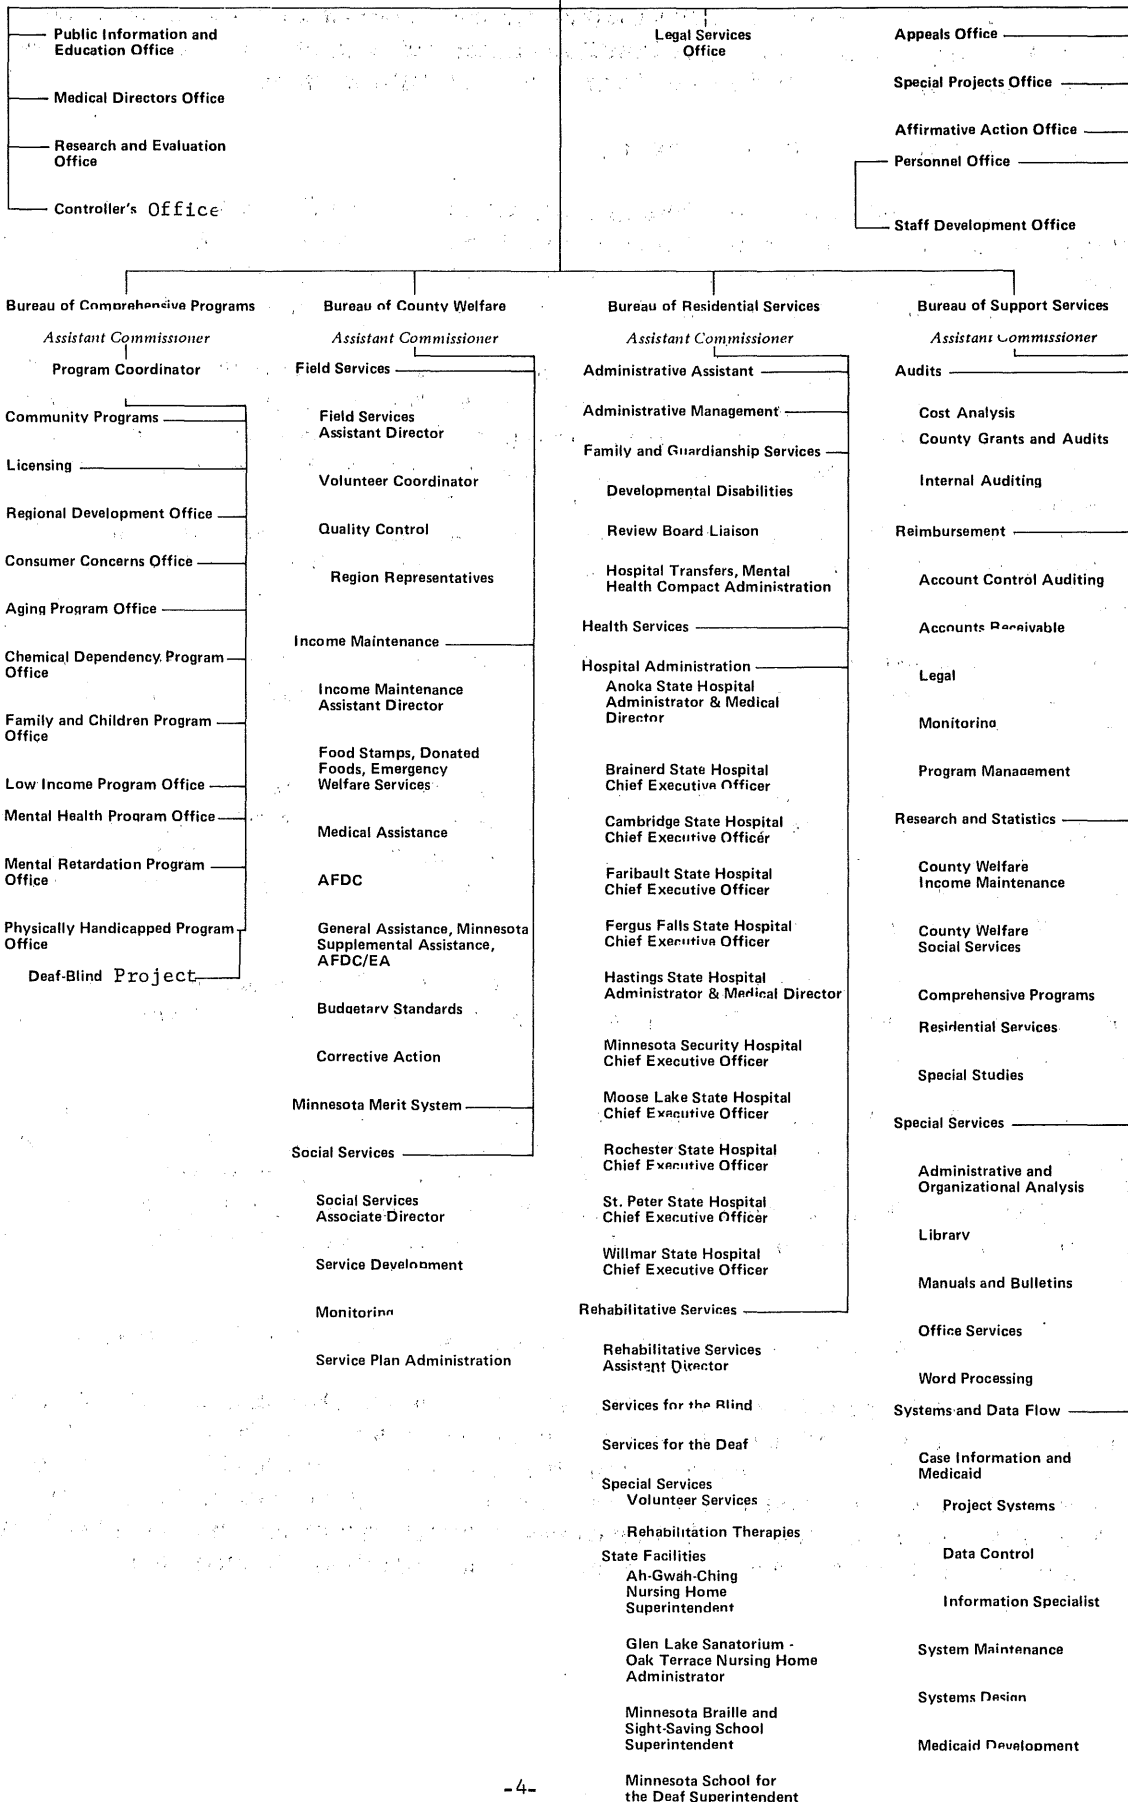 Public Information and
Education Office
Medical Directors Office
Research and Evaluation
Office
Controller's Office
Legal Services
Office
Appeals Office
Special Projects Office
Affirmative Action Office
Personnel Office
Staff Development Office
Bureau of Comprehensive Programs
Assistant Commissioner
Program Coordinator
Community Programs
Licensing
Regional Development Office
Consumer Concerns Office
Aging Program Office
Chemical Dependency Program
Office
Family and Children Program
Office
Low Income Program Office
Mental Health Program Office
Mental Retardation Program
Office
Physically Handicapped Program
Office
Deaf-Blind Project
Bureau of County Welfare
Assistant Commissioner
Field Services
Field Services
Assistant Director
Volunteer Coordinator
Quality Control
Region Representatives
Income Maintenance
Income Maintenance
Assistant Director
Food Stamps, Donated
Foods, Emergency
Welfare Services
Medical Assistance
AFDC
General Assistance, Minnesota
Supplemental Assistance,
AFDC/EA
Budgetary Standards
Corrective Action
Minnesota Merit System
Social Services
Social Services
Associate Director
Service Development
Monitoring
Service Plan Administration
Bureau of Residential Services
Assistant Commissioner
Administrative Assistant
Administrative Management
Family and Guardianship Services
Developmental Disabilities
Review Board Liaison
Hospital Transfers, Mental
Health Compact Administration
Health Services
Hospital Administration
Anoka State Hospital
Administrator & Medical
Director
Brainerd State Hospital
Chief Executive Officer
Cambridge State Hospital
Chief Executive Officer
Faribault State Hospital
Chief Executive Officer
Fergus Falls State Hospital
Chief Executive Officer
Hastings State Hospital
Administrator & Medical Director
Minnesota Security Hospital
Chief Executive Officer
Moose Lake State Hospital
Chief Executive Officer
Rochester State Hospital
Chief Executive Officer
St. Peter State Hospital
Chief Executive Officer
Willmar State Hospital
Chief Executive Officer
Rehabilitative Services
Rehabilitative Services
Assistant Director
Services for the Blind
Services for the Deaf
Special Services
Volunteer Services
Rehabilitation Therapies
State Facilities
Ah-Gwah-Ching
Nursing Home
Superintendent
Glen Lake Sanatorium -
Oak Terrace Nursing Home
Administrator
Minnesota Braille and
Sight-Saving School
Superintendent
Minnesota School for
the Deaf Superintendent
Bureau of Support Services
Assistant Commissioner
Audits
Cost Analysis
County Grants and Audits
Internal Auditing
Reimbursement
Account Control Auditing
Accounts Receivable
Legal
Monitoring
Program Management
Research and Statistics
County Welfare
Income Maintenance
County Welfare
Social Services
Comprehensive Programs
Residential Services
Special Studies
Special Services
Administrative and
Organizational Analysis
Library
Manuals and Bulletins
Office Services
Word Processing
Systems and Data Flow
Case Information and
Medicaid
Project Systems
Data Control
Information Specialist
System Maintenance
Systems Design
Medicaid Development
-4-